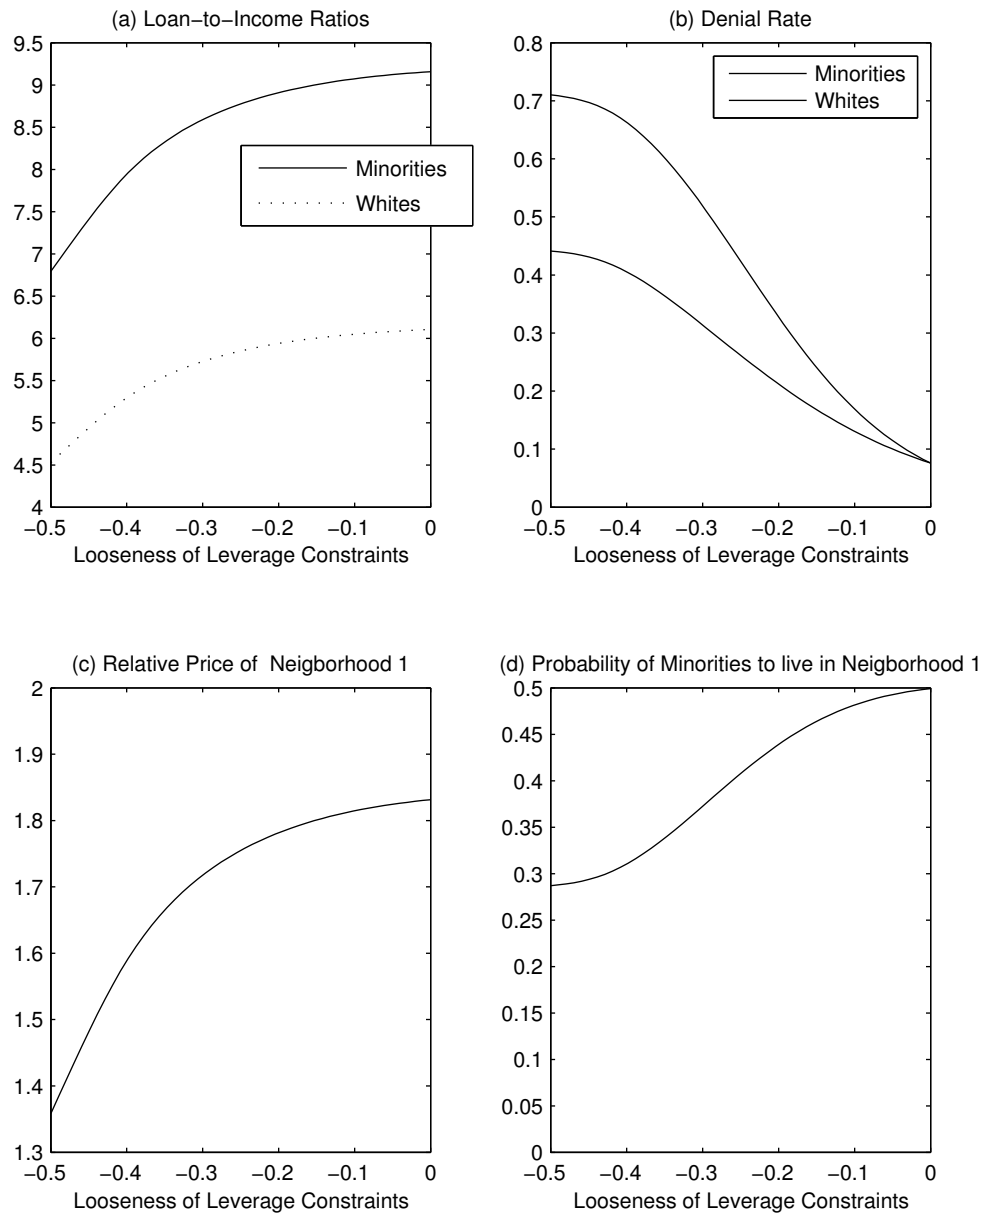 (a) Loan−to−Income Ratios
9.5
9
8.5
8
7.5
7
6.5
6
5.5
5
4.5
4
Minorities
Whites
−0.5 −0.4 −0.3 −0.2 −0.1 0
Looseness of Leverage Constraints
(b) Denial Rate
0.8
0.7
0.6
0.5
0.4
0.3
0.2
0.1
0
Minorities
Whites
−0.5 −0.4 −0.3 −0.2 −0.1 0
Looseness of Leverage Constraints
(c) Relative Price of Neigborhood 1
2
1.9
1.8
1.7
1.6
1.5
1.4
1.3
−0.5 −0.4 −0.3 −0.2 −0.1 0
Looseness of Leverage Constraints
(d) Probability of Minorities to live in Neigborhood 1
0.5
0.45
0.4
0.35
0.3
0.25
0.2
0.15
0.1
0.05
0
−0.5 −0.4 −0.3 −0.2 −0.1 0
Looseness of Leverage Constraints